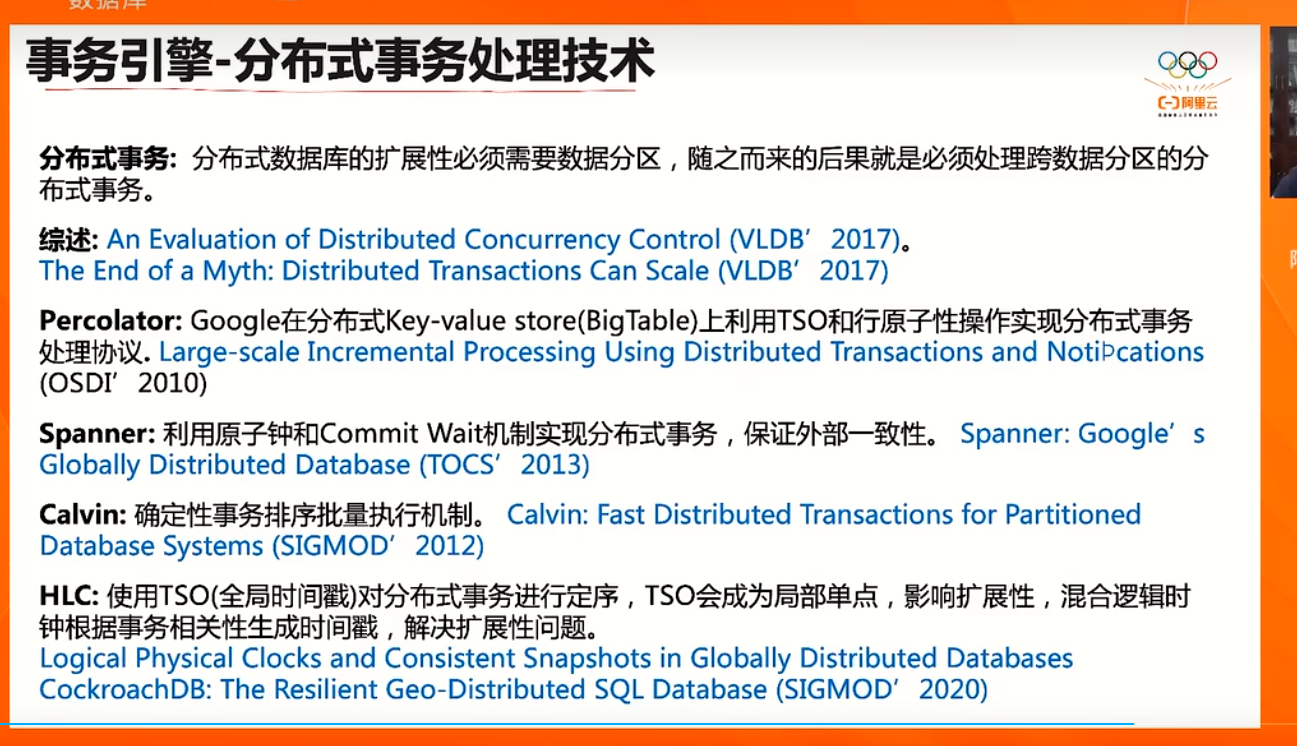 数据库
事务引擎-分布式事务处理技术
阿里云
分布式事务: 分布式数据库的扩展性必须需要数据分区，随之而来的后果就是必须处理跨数据分区的分
布式事务。
综述: An Evaluation of Distributed Concurrency Control (VLDB’ 2017)。
The End of a Myth: Distributed Transactions Can Scale (VLDB’ 2017)
Percolator: Google在分布式Key-value store(BigTable)上利用TSO和行原子性操作实现分布式事务
处理协议. Large-scale Incremental Processing Using Distributed Transactions and NotiÞcations
(OSDI’ 2010)
Spanner: 利用原子钟和Commit Wait机制实现分布式事务，保证外部一致性。 Spanner: Google’ s
Globally Distributed Database (TOCS’ 2013)
Calvin: 确定性事务排序批量执行机制。 Calvin: Fast Distributed Transactions for Partitioned
Database Systems (SIGMOD’ 2012)
HLC: 使用TSO(全局时间戳)对分布式事务进行定序，TSO会成为局部单点，影响扩展性，混合逻辑时
钟根据事务相关性生成时间戳，解决扩展性问题。
Logical Physical Clocks and Consistent Snapshots in Globally Distributed Databases
CockroachDB: The Resilient Geo-Distributed SQL Database (SIGMOD’ 2020)